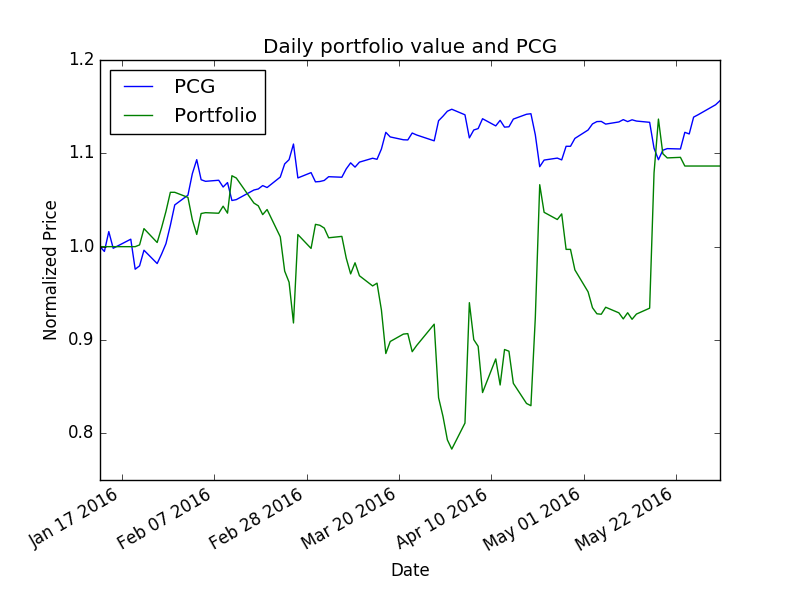 Daily portfolio value and PCG
PCG
Portfolio
1.2
1.1
1.0
0.9
0.8
Normalized Price
Jan 17 2016
Feb 07 2016
Feb 28 2016
Mar 20 2016
Apr 10 2016
May 01 2016
May 22 2016
Date